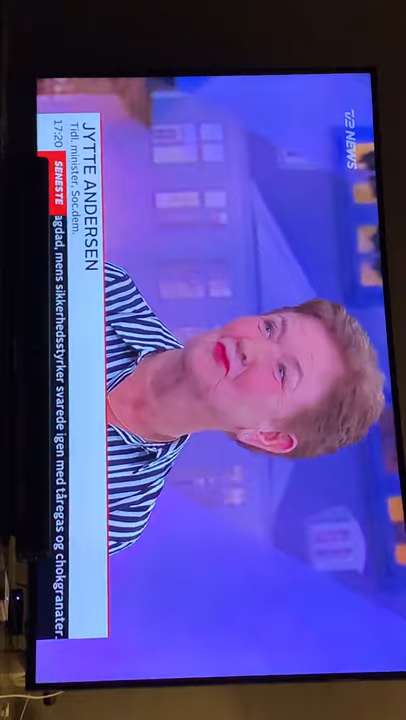 TV2 NEWS
JYTTE ANDERSEN
Tidl. minister, Soc.dem.
17:20 SENESTE agdad, mens sikkerhedsstyrker svarede igen med tåregas og chokgranater.